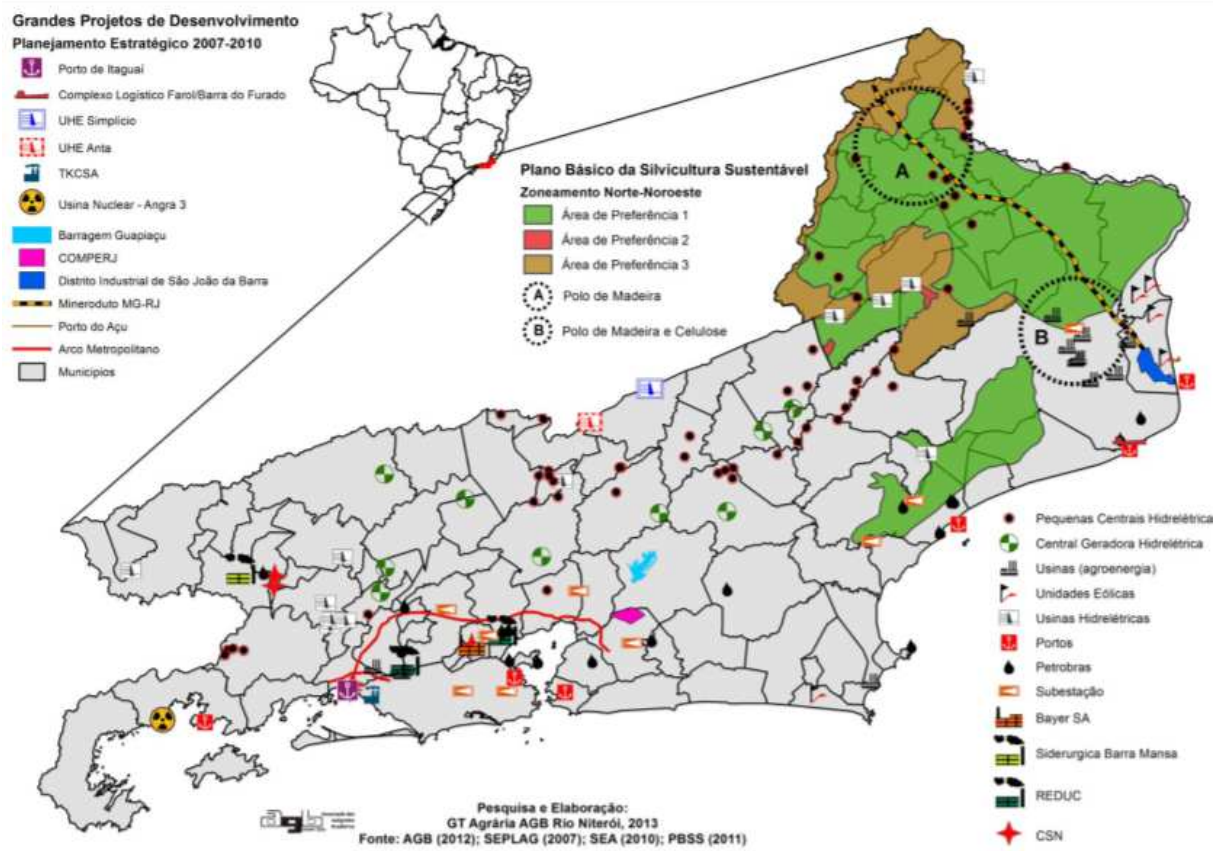 Grandes Projetos de Desenvolvimento
Planejamento Estratégico 2007-2010
Porto de Itaguaí
Complexo Logístico Farol/Barra do Furado
UHE Simplício
UHE Anta
TKCSA
Usina Nuclear - Angra 3
Barragem Guapiaçu
COMPERJ
Distrito Industrial de São João da Barra
Mineroduto MG-RJ
Porto do Açu
Arco Metropolitano
Municípios
Plano Básico da Silvicultura Sustentável
Zoneamento Norte-Noroeste
Área de Preferência 1
Área de Preferência 2
Área de Preferência 3
A Polo de Madeira
B Polo de Madeira e Celulose
A
B
Pequenas Centrais Hidrelétrica
Central Geradora Hidrelétrica
Usinas (agroenergia)
Unidades Eólicas
Usinas Hidrelétricas
Portos
Petrobras
Subestação
Bayer SA
Siderurgica Barra Mansa
REDUC
CSN
agb
Pesquisa e Elaboração:
GT Agrária AGB Rio Niterói, 2013
Fonte: AGB (2012); SEPLAG (2007); SEA (2010); PBSS (2011)